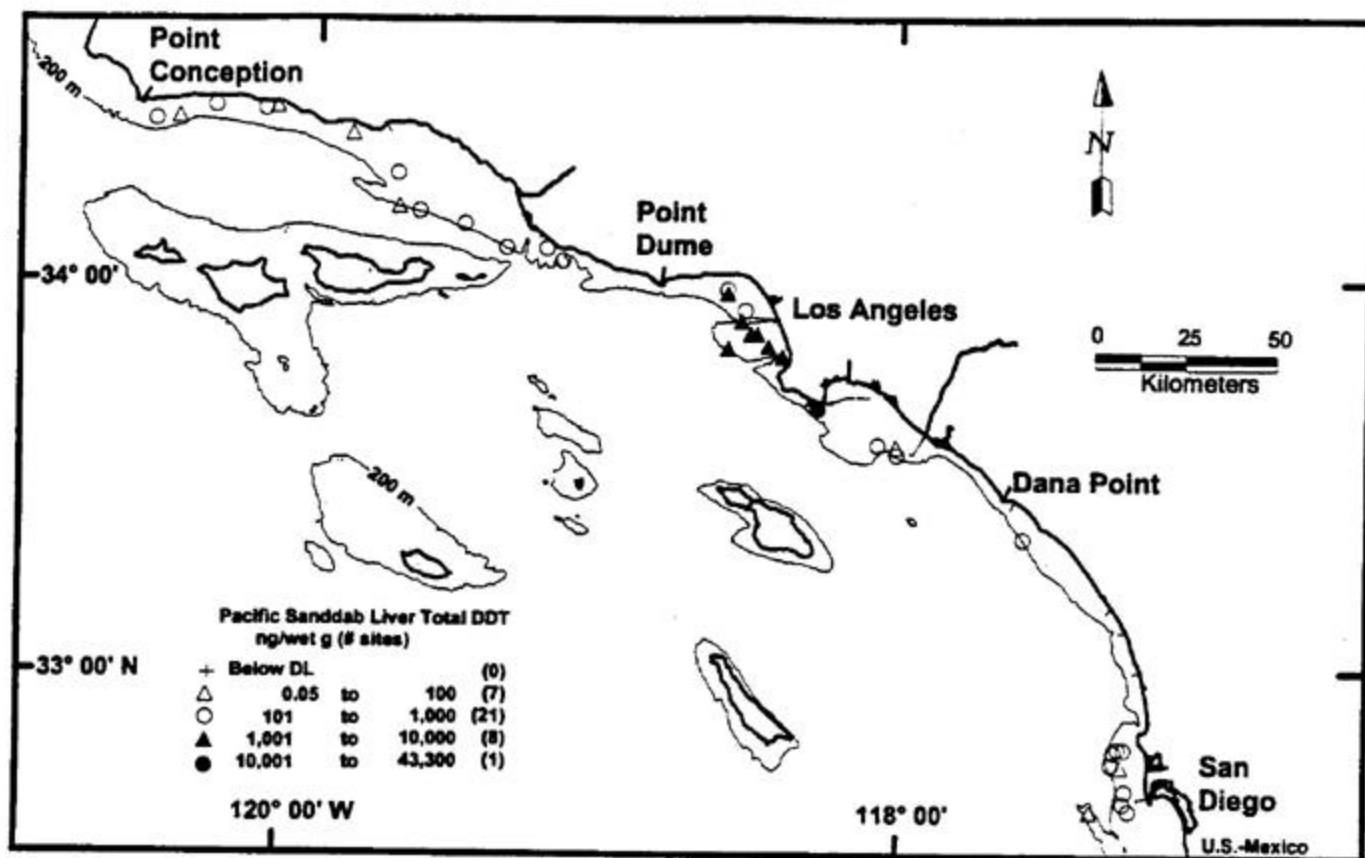 Point
Conception
200 m
Point
Dume
N
34° 00'
Los Angeles
0 25 50
Kilometers
200 m
Dana Point
Pacific Sanddab Liver Total DDT
ng/wet g (# sites)
Below DL (0)
0.05 to 100 (7)
101 to 1,000 (21)
1,001 to 10,000 (8)
10,001 to 43,300 (1)
33° 00' N
San
Diego
120° 00' W
118° 00'
U.S.-Mexico